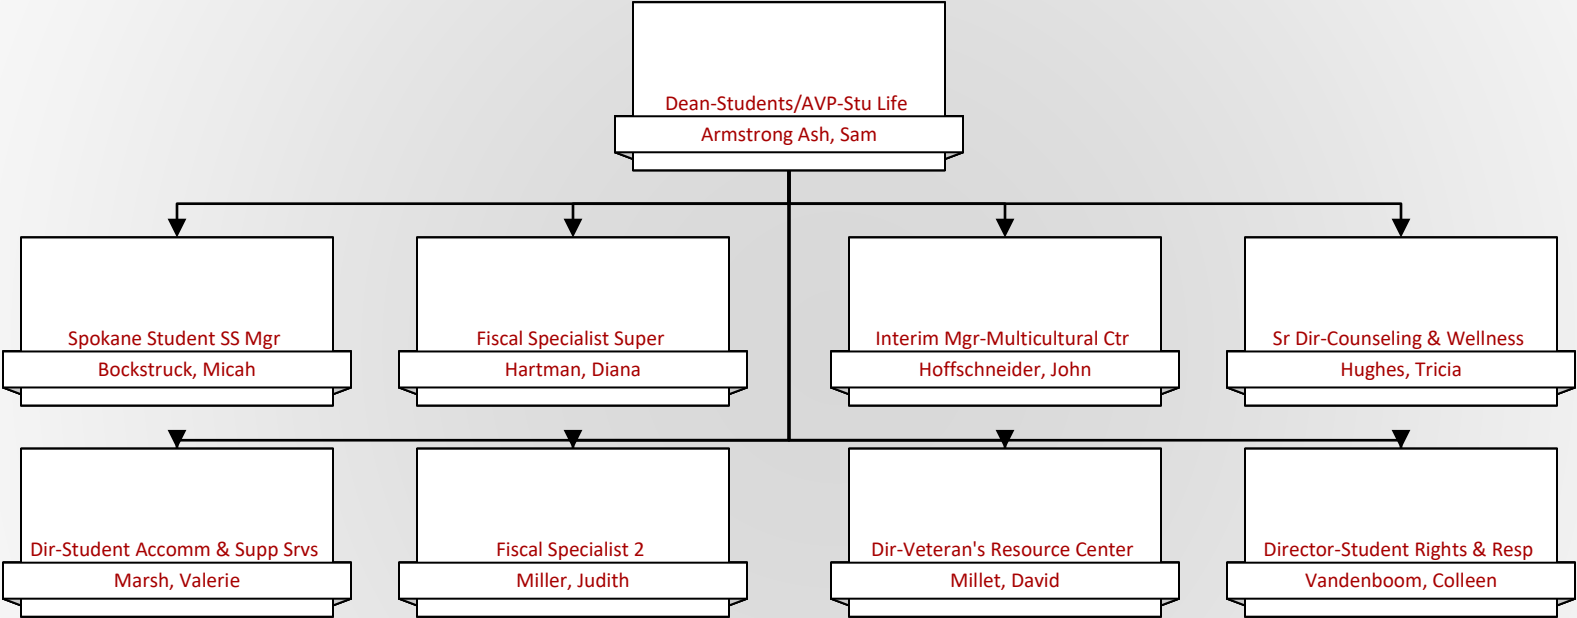 Dean-Students/AVP-Stu Life
Armstrong Ash, Sam
Spokane Student SS Mgr
Bockstruck, Micah
Fiscal Specialist Super
Hartman, Diana
Interim Mgr-Multicultural Ctr
Hoffschneider, John
Sr Dir-Counseling & Wellness
Hughes, Tricia
Dir-Student Accomm & Supp Srvs
Marsh, Valerie
Fiscal Specialist 2
Miller, Judith
Dir-Veteran's Resource Center
Millet, David
Director-Student Rights & Resp
Vandenboom, Colleen